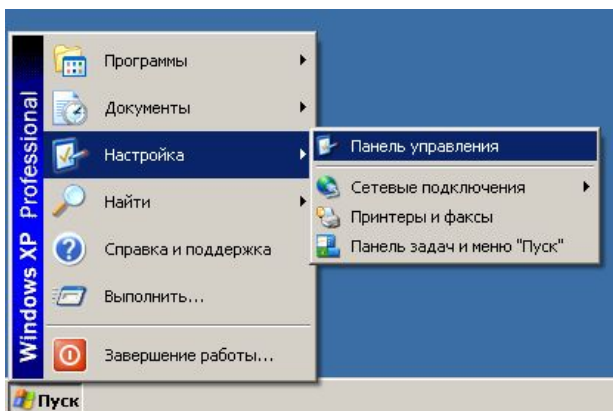 Программы
Документы
Настройка
Найти
Справка и поддержка
Выполнить...
Завершение работы...
Windows XP Professional
Панель управления
Сетевые подключения
Принтеры и факсы
Панель задач и меню "Пуск"
Пуск